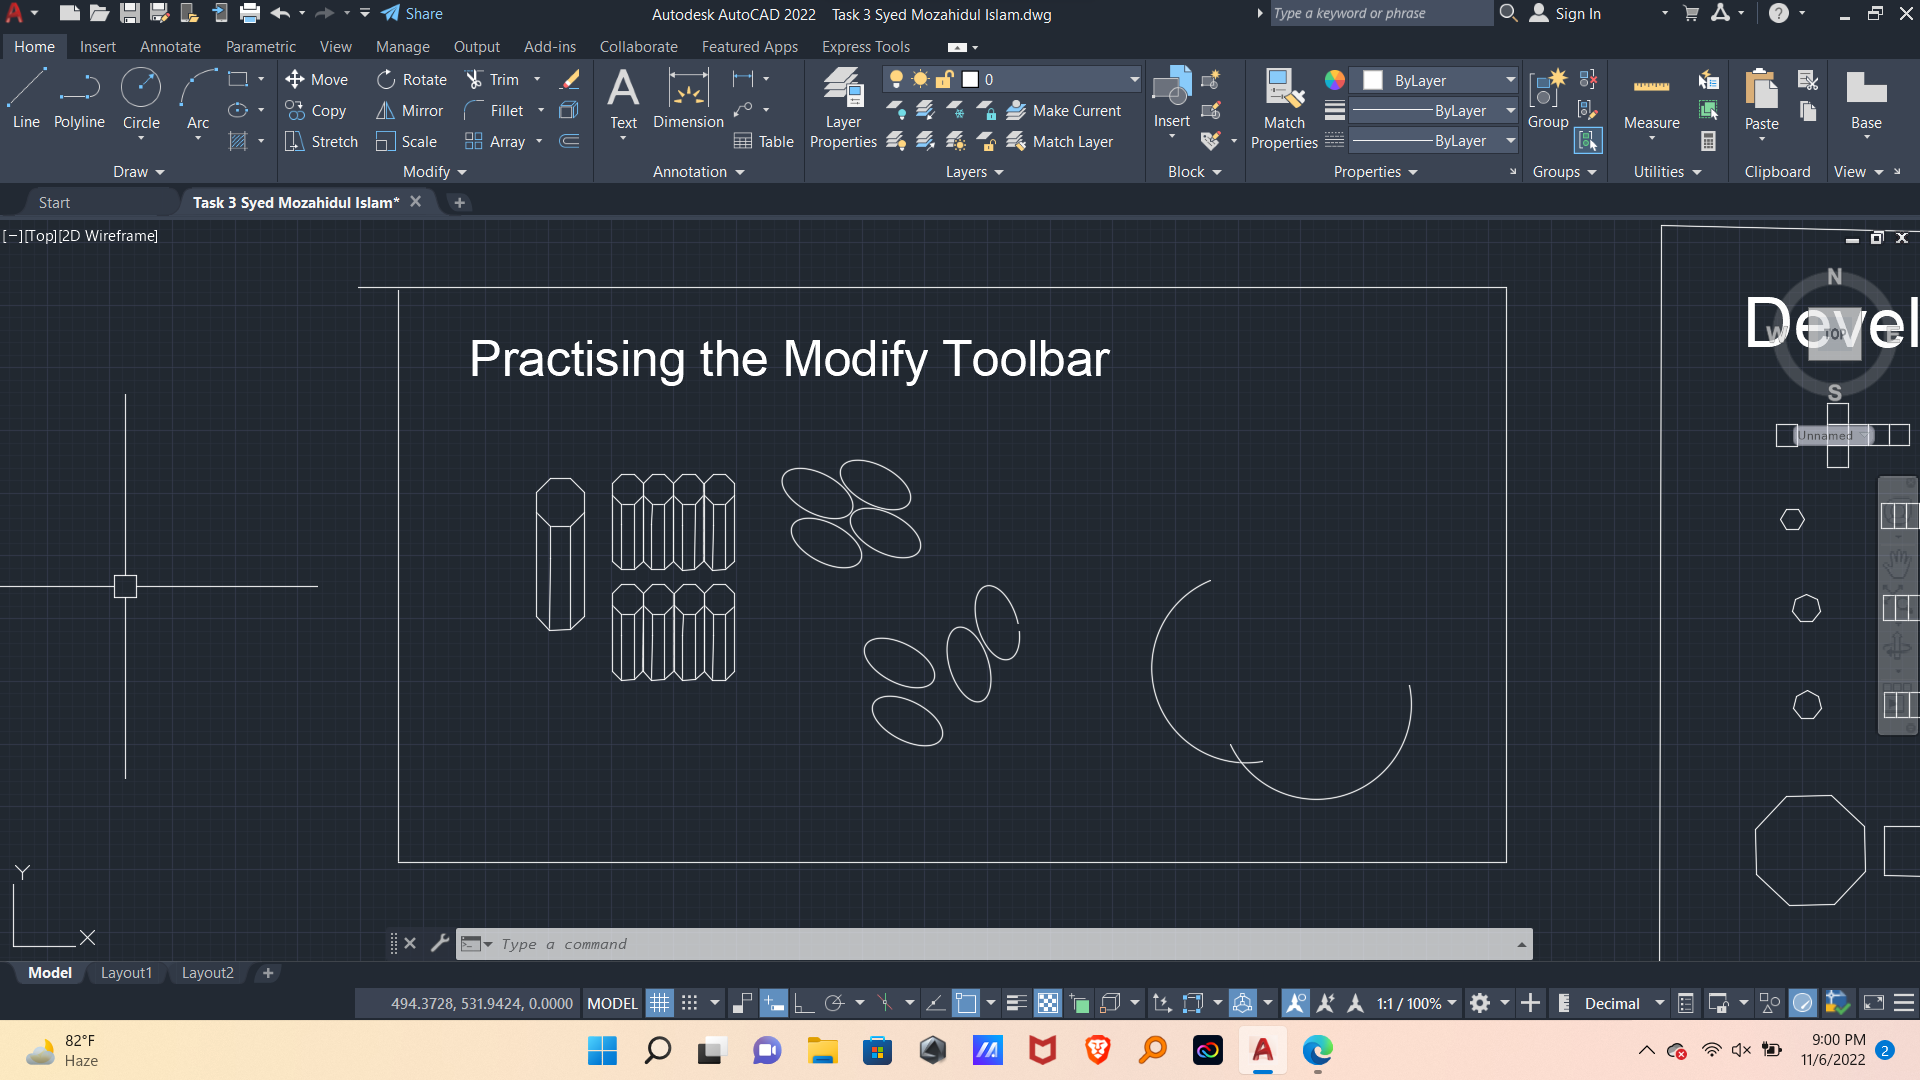 Share
Autodesk AutoCAD 2022 Task 3 Syed Mozahidul Islam.dwg
Type a keyword or phrase
Sign In
Home Insert Annotate Parametric View Manage Output Add-ins Collaborate Featured Apps Express Tools
Line Polyline Circle Arc
Move Rotate Trim
Copy Mirror Fillet
Stretch Scale Array
Text Dimension
Table
Layer Properties
0
Make Current
Match Layer
Insert
Match Properties
ByLayer
ByLayer
ByLayer
Group
Measure
Paste
Base
Draw Modify Annotation Layers Block Properties Groups Utilities Clipboard View
Start
Task 3 Syed Mozahidul Islam*
[−][Top][2D Wireframe]
Practising the Modify Toolbar
Devel
N
W TOP E
S
Unnamed
Y
X
Type a command
Model Layout1 Layout2
494.3728, 531.9424, 0.0000 MODEL
1:1 / 100%
Decimal
82°F
Haze
9:00 PM
11/6/2022
2